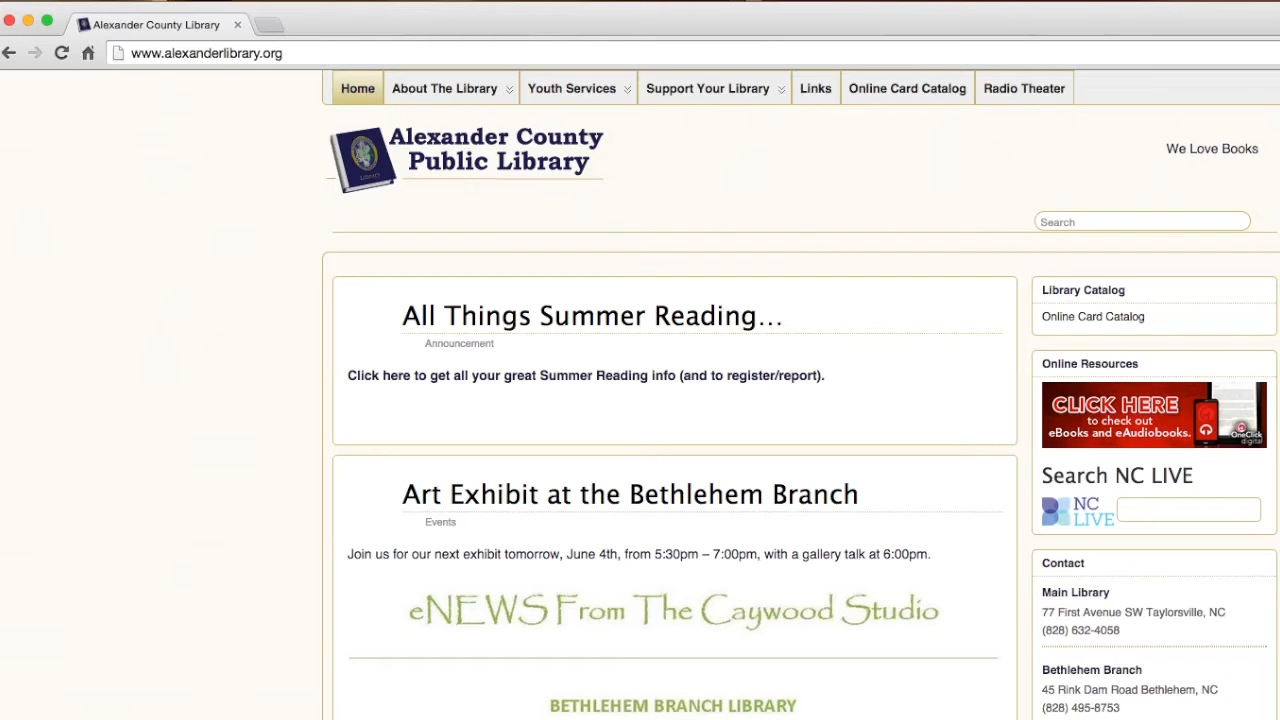 Alexander County Library
www.alexanderlibrary.org
Home
About The Library
Youth Services
Support Your Library
Links
Online Card Catalog
Radio Theater
Alexander County
Public Library
LIBRARY
We Love Books
Search
All Things Summer Reading...
Announcement
Click here to get all your great Summer Reading info (and to register/report).
Art Exhibit at the Bethlehem Branch
Events
Join us for our next exhibit tomorrow, June 4th, from 5:30pm – 7:00pm, with a gallery talk at 6:00pm.
eNEWS From The Caywood Studio
BETHLEHEM BRANCH LIBRARY
Library Catalog
Online Card Catalog
Online Resources
CLICK HERE
to check out
eBooks and eAudiobooks.
OneClick
digital
Search NC LIVE
NC
LIVE
Contact
Main Library
77 First Avenue SW Taylorsville, NC
(828) 632-4058
Bethlehem Branch
45 Rink Dam Road Bethlehem, NC
(828) 495-8753